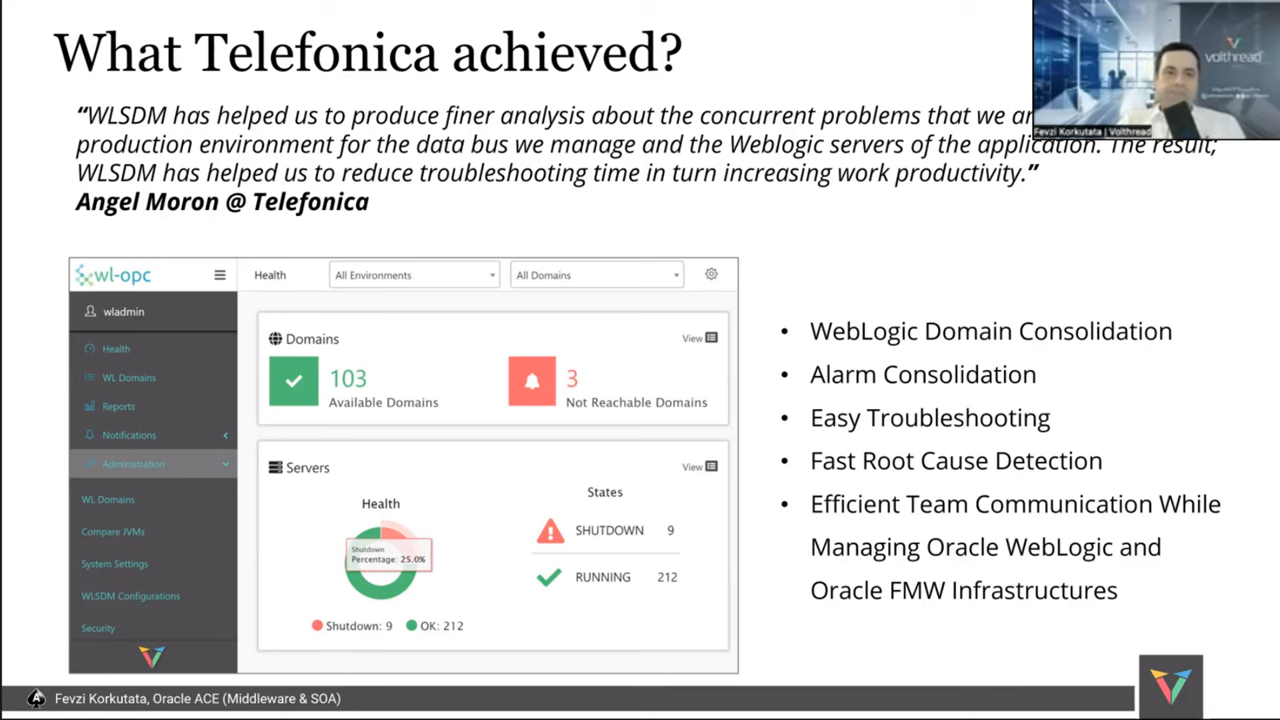 What Telefonica achieved?
“WLSDM has helped us to produce finer analysis about the concurrent problems that we
production environment for the data bus we manage and the Weblogic servers of the application. The result;
WLSDM has helped us to reduce troubleshooting time in turn increasing work productivity.”
Angel Moron @ Telefonica
volthread
Fevzi Korkutata | Volthread
wl-opc
Health
All Environments
All Domains
wladmin
Health
WL Domains
Reports
Notifications
Administration
WL Domains
Compare JVMs
System Settings
WLSDM Configurations
Security
Domains
View
103
Available Domains
3
Not Reachable Domains
Servers
View
Health
Shutdown
Percentage: 25.0%
Shutdown: 9
OK: 212
States
SHUTDOWN 9
RUNNING 212
• WebLogic Domain Consolidation
• Alarm Consolidation
• Easy Troubleshooting
• Fast Root Cause Detection
• Efficient Team Communication While
Managing Oracle WebLogic and
Oracle FMW Infrastructures
A
Fevzi Korkutata, Oracle ACE (Middleware & SOA)